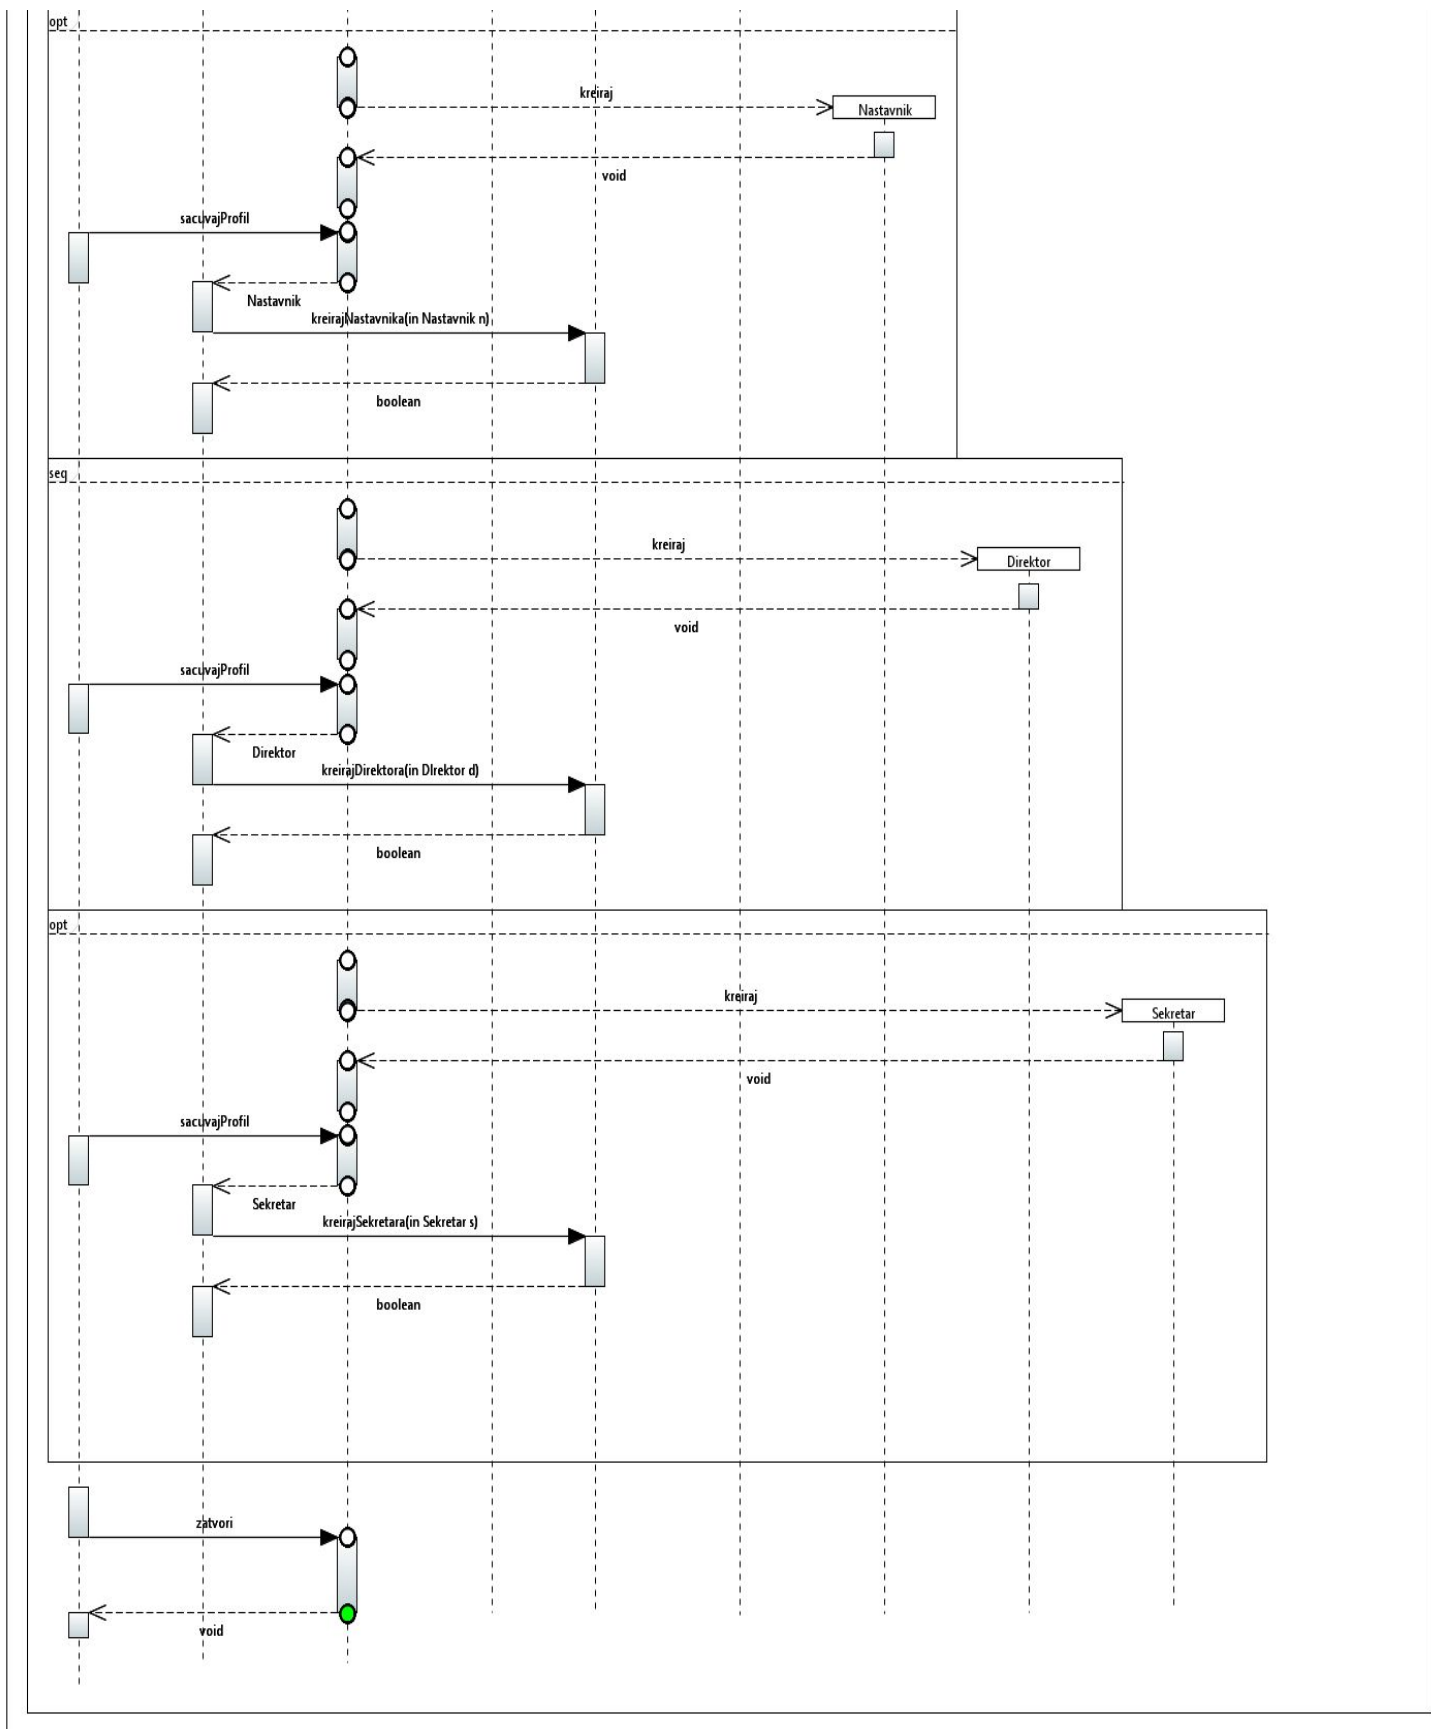 opt
kreiraj
Nastavnik
void
sacuvajProfil
Nastavnik
kreirajNastavnika(in Nastavnik n)
boolean
seq
kreiraj
Direktor
void
sacuvajProfil
Direktor
kreirajDirektora(in DIrektor d)
boolean
opt
kreiraj
Sekretar
void
sacuvajProfil
Sekretar
kreirajSekretara(in Sekretar s)
boolean
zatvori
void